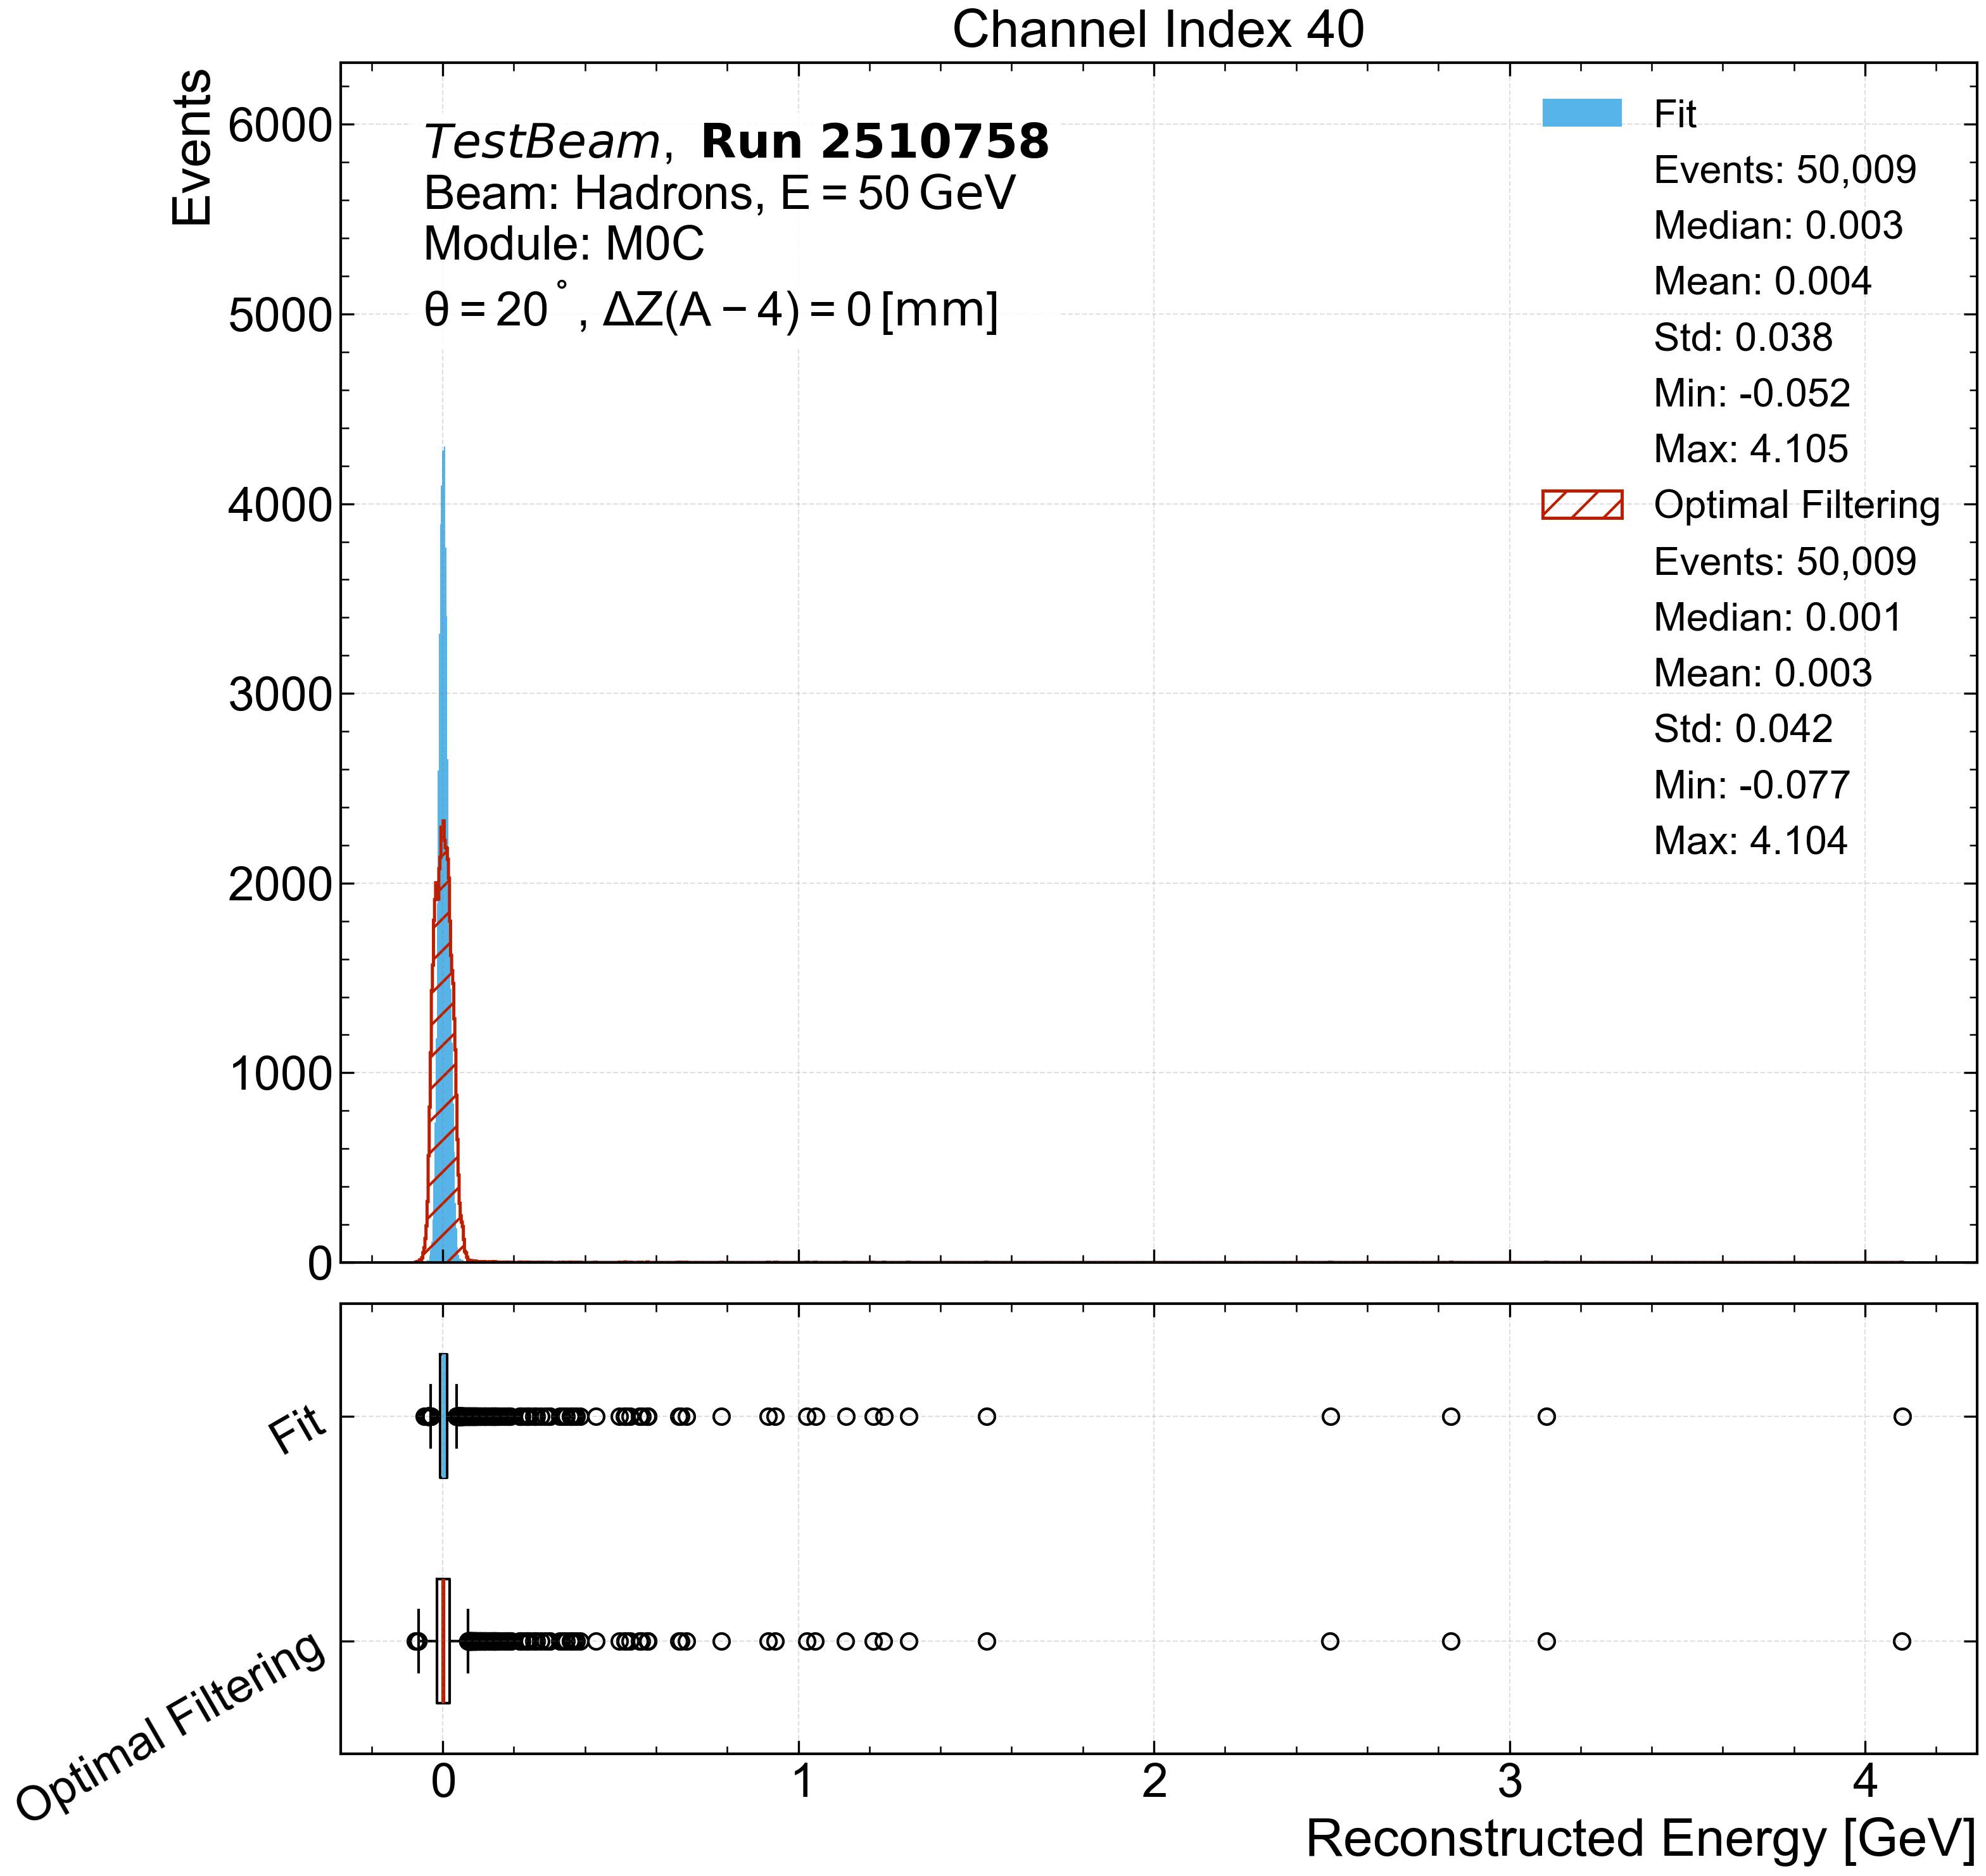 Channel Index 40
Events
6000
5000
4000
3000
2000
1000
0
TestBeam, Run 2510758
Beam: Hadrons, E = 50 GeV
Module: M0C
θ = 20°, ΔZ(A − 4) = 0 [mm]
Fit
Events: 50,009
Median: 0.003
Mean: 0.004
Std: 0.038
Min: -0.052
Max: 4.105
Optimal Filtering
Events: 50,009
Median: 0.001
Mean: 0.003
Std: 0.042
Min: -0.077
Max: 4.104
Fit
Optimal Filtering
0 1 2 3 4
Reconstructed Energy [GeV]